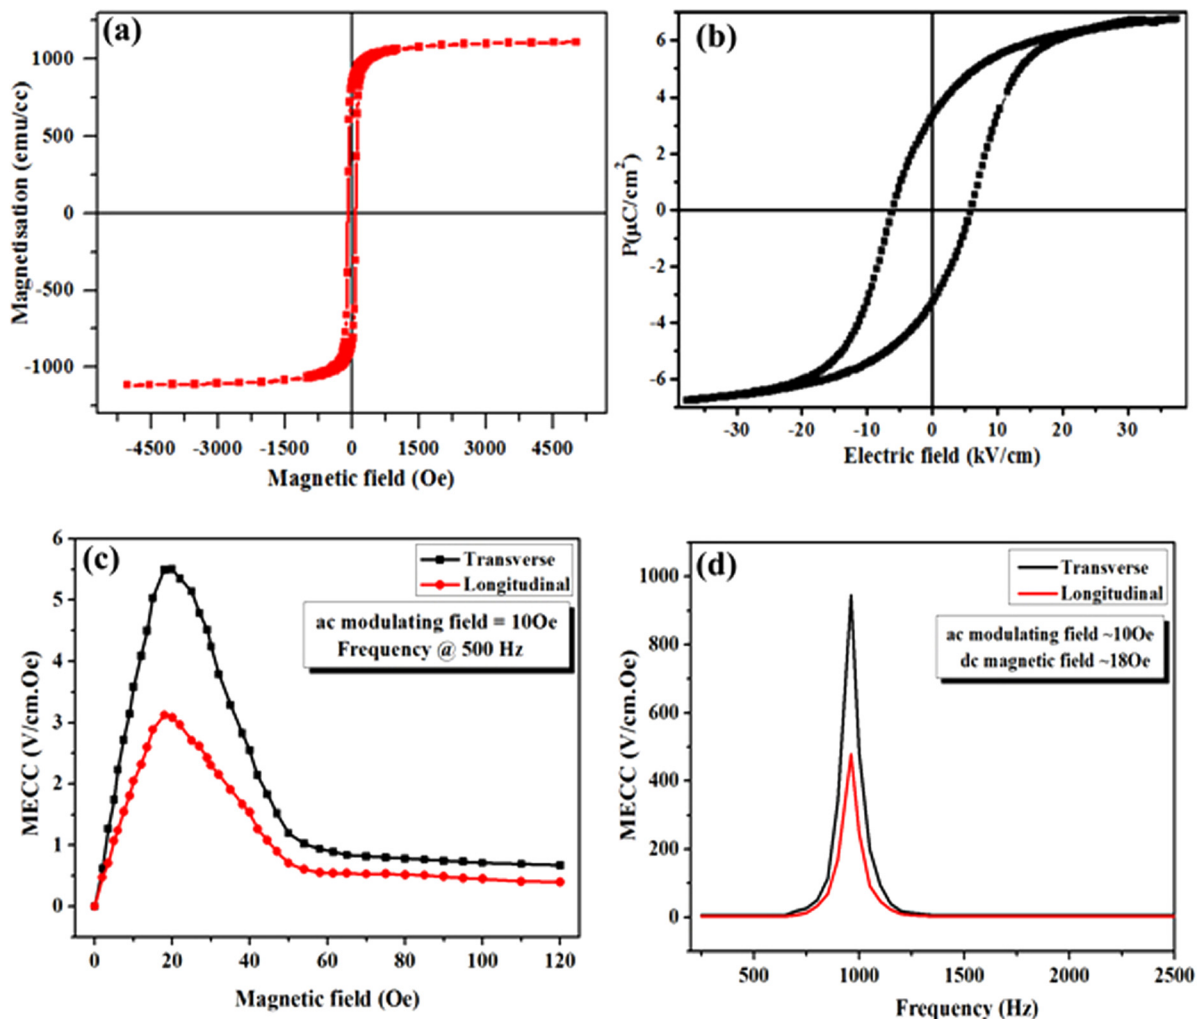 (a)
Magnetisation (emu/cc)
1000
500
0
-500
-1000
-4500 -3000 -1500 0 1500 3000 4500
Magnetic field (Oe)
(b)
P(μC/cm²)
6
4
2
0
-2
-4
-6
-30 -20 -10 0 10 20 30
Electric field (kV/cm)
(c)
Transverse
Longitudinal
ac modulating field = 10Oe
Frequency @ 500 Hz
MECC (V/cm.Oe)
6
5
4
3
2
1
0
0 20 40 60 80 100 120
Magnetic field (Oe)
(d)
Transverse
Longitudinal
ac modulating field ~10Oe
dc magnetic field ~18Oe
MECC (V/cm.Oe)
1000
800
600
400
200
0
500 1000 1500 2000 2500
Frequency (Hz)